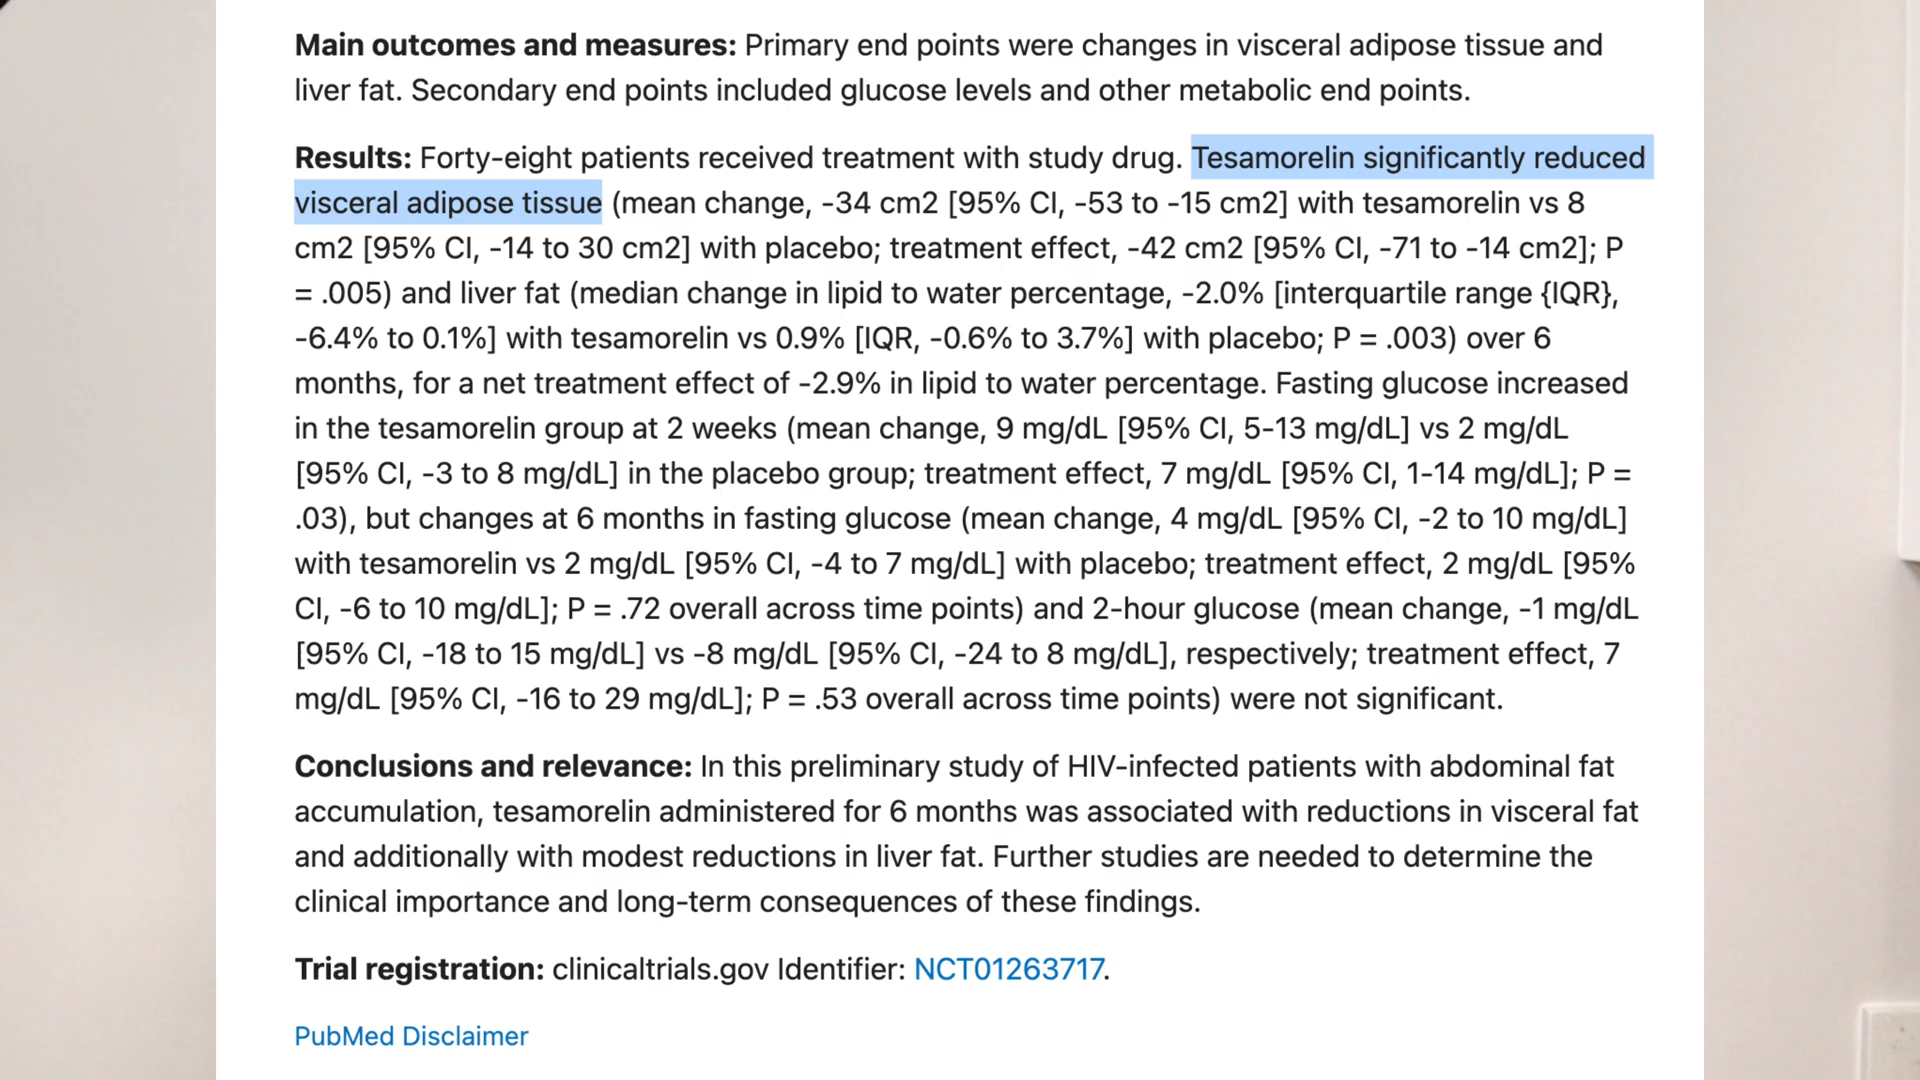 Main outcomes and measures: Primary end points were changes in visceral adipose tissue and
liver fat. Secondary end points included glucose levels and other metabolic end points.
Results: Forty-eight patients received treatment with study drug. Tesamorelin significantly reduced
visceral adipose tissue (mean change, -34 cm2 [95% CI, -53 to -15 cm2] with tesamorelin vs 8
cm2 [95% CI, -14 to 30 cm2] with placebo; treatment effect, -42 cm2 [95% CI, -71 to -14 cm2]; P
= .005) and liver fat (median change in lipid to water percentage, -2.0% [interquartile range {IQR},
-6.4% to 0.1%] with tesamorelin vs 0.9% [IQR, -0.6% to 3.7%] with placebo; P = .003) over 6
months, for a net treatment effect of -2.9% in lipid to water percentage. Fasting glucose increased
in the tesamorelin group at 2 weeks (mean change, 9 mg/dL [95% CI, 5-13 mg/dL] vs 2 mg/dL
[95% CI, -3 to 8 mg/dL] in the placebo group; treatment effect, 7 mg/dL [95% CI, 1-14 mg/dL]; P =
.03), but changes at 6 months in fasting glucose (mean change, 4 mg/dL [95% CI, -2 to 10 mg/dL]
with tesamorelin vs 2 mg/dL [95% CI, -4 to 7 mg/dL] with placebo; treatment effect, 2 mg/dL [95%
CI, -6 to 10 mg/dL]; P = .72 overall across time points) and 2-hour glucose (mean change, -1 mg/dL
[95% CI, -18 to 15 mg/dL] vs -8 mg/dL [95% CI, -24 to 8 mg/dL], respectively; treatment effect, 7
mg/dL [95% CI, -16 to 29 mg/dL]; P = .53 overall across time points) were not significant.
Conclusions and relevance: In this preliminary study of HIV-infected patients with abdominal fat
accumulation, tesamorelin administered for 6 months was associated with reductions in visceral fat
and additionally with modest reductions in liver fat. Further studies are needed to determine the
clinical importance and long-term consequences of these findings.
Trial registration: clinicaltrials.gov Identifier: NCT01263717.
PubMed Disclaimer